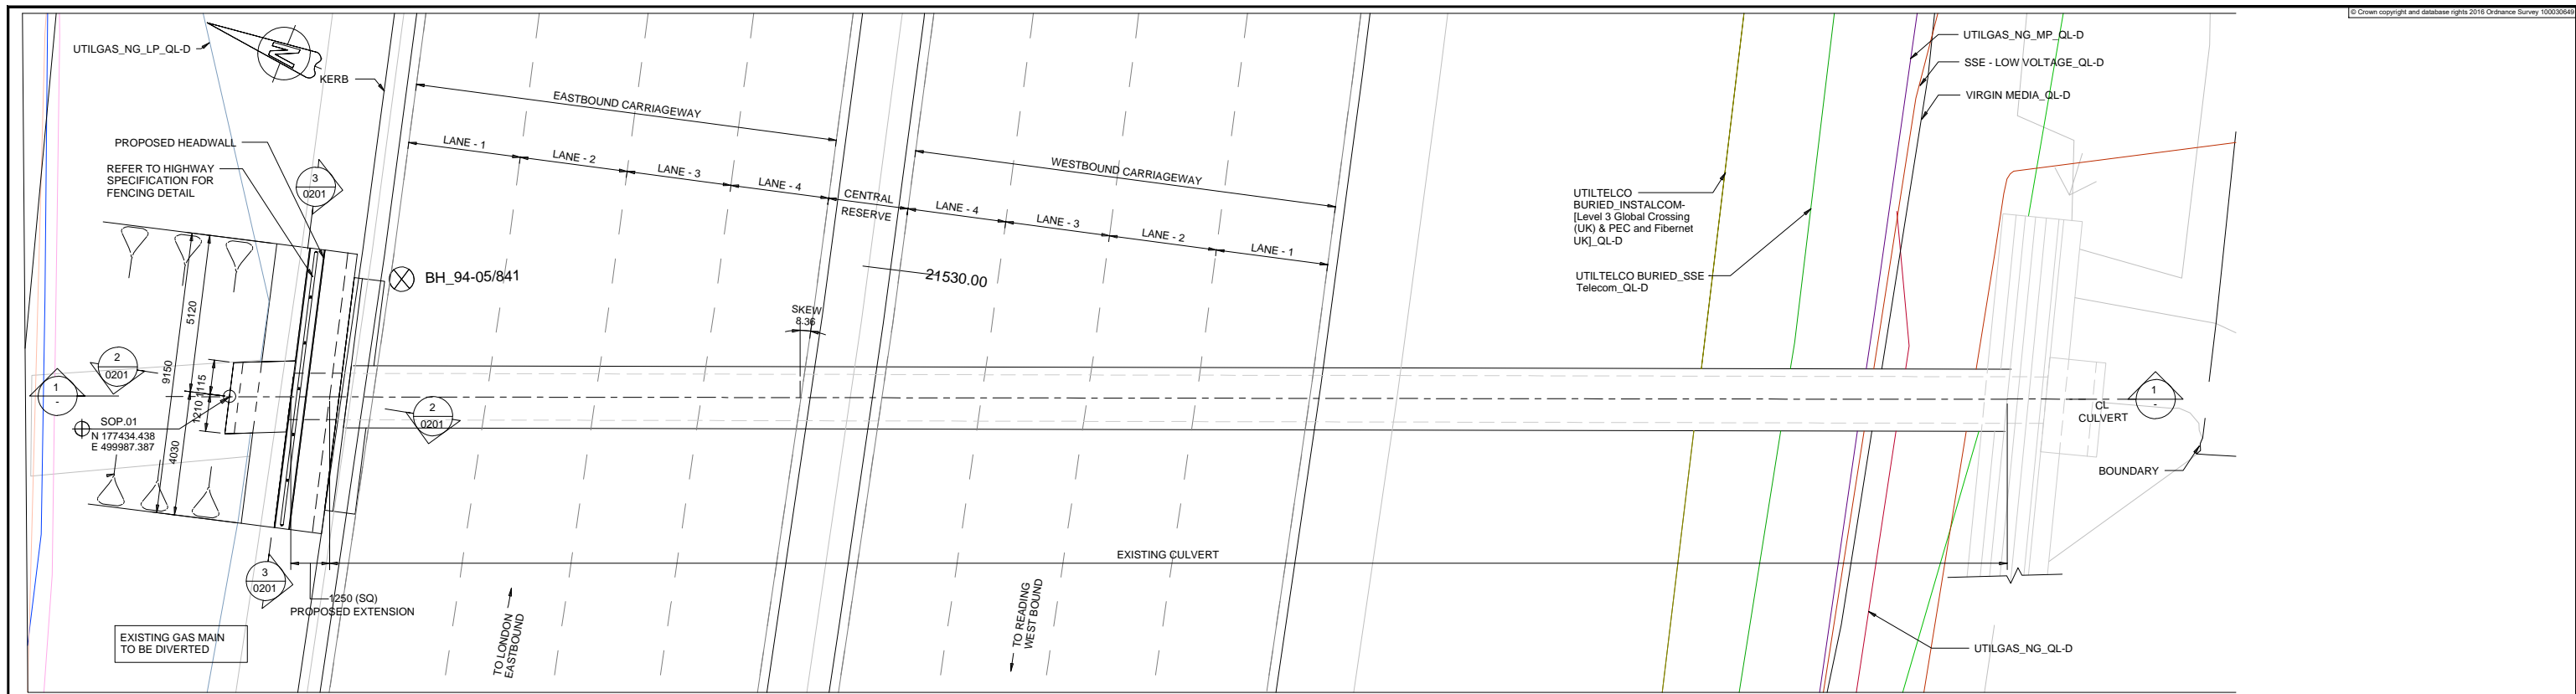 © Crown copyright and database rights 2016 Ordnance Survey 100030649
UTILGAS_NG_LP_QL-D
N
KERB
EASTBOUND CARRIAGEWAY
LANE - 1
LANE - 2
LANE - 3
LANE - 4
CENTRAL
RESERVE
WESTBOUND CARRIAGEWAY
LANE - 4
LANE - 3
LANE - 2
LANE - 1
UTILGAS_NG_MP_QL-D
SSE - LOW VOLTAGE_QL-D
VIRGIN MEDIA_QL-D
PROPOSED HEADWALL
REFER TO HIGHWAY
SPECIFICATION FOR
FENCING DETAIL
3
0201
UTILTELCO
BURIED_INSTALCOM-
[Level 3 Global Crossing
(UK) & PEC and Fibernet
UK]_QL-D
UTILTELCO BURIED_SSE
Telecom_QL-D
BH_94-05/841
21530.00
SKEW
8.36
5120
9150
1115
1210
4030
2
0201
1
-
SOP.01
N 177434.438
E 499987.387
2
0201
1
-
CL
CULVERT
BOUNDARY
EXISTING CULVERT
3
0201
1250 (SQ)
PROPOSED EXTENSION
TO LONDON
EASTBOUND
TO READING
WEST BOUND
EXISTING GAS MAIN
TO BE DIVERTED
UTILGAS_NG_QL-D